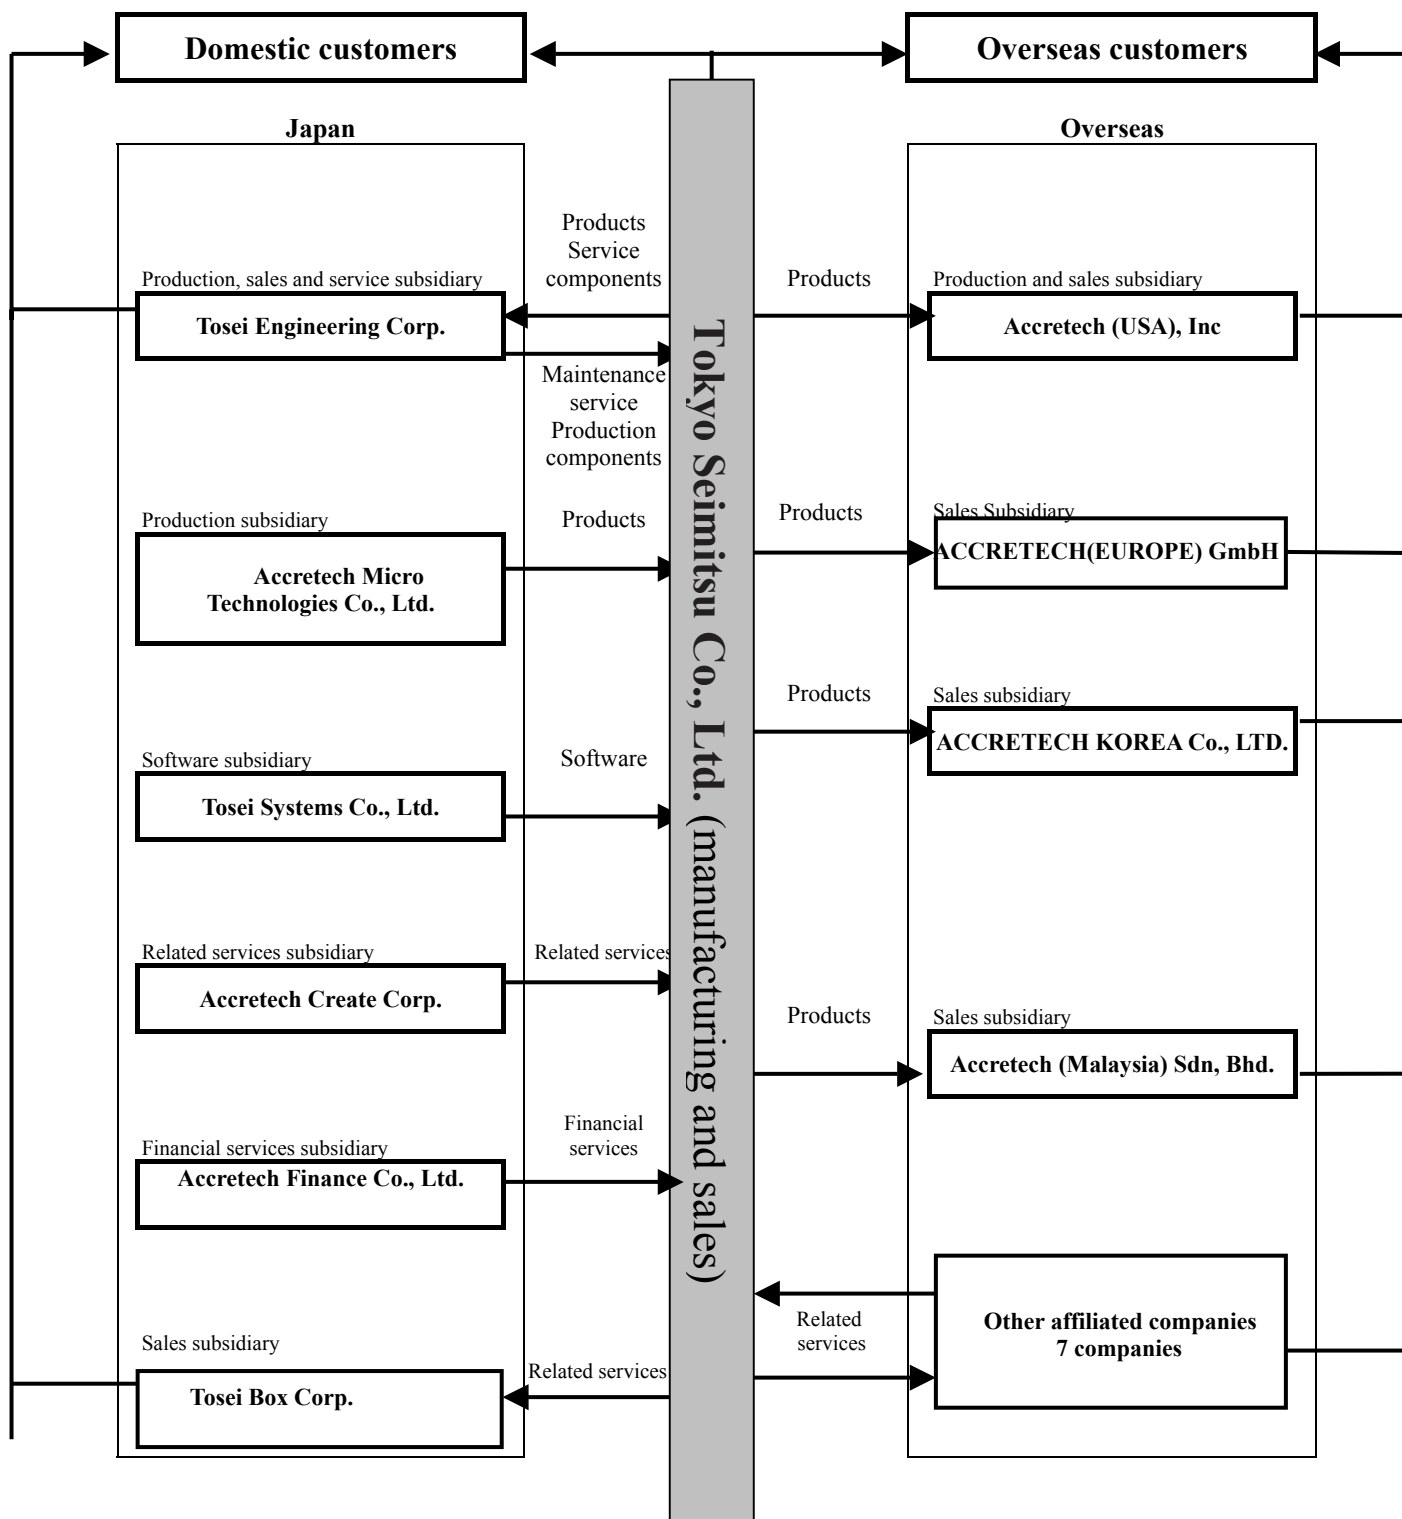 Domestic customers
Overseas customers
Japan
Overseas
Products
Service
components
Products
Production, sales and service subsidiary
Tosei Engineering Corp.
Production and sales subsidiary
Accretech (USA), Inc
Maintenance
service
Production
components
Tokyo Seimitsu Co., Ltd. (manufacturing and sales)
Production subsidiary
Accretech Micro
Technologies Co., Ltd.
Products
Products
Sales Subsidiary
ACCRETECH(EUROPE) GmbH
Products
Sales subsidiary
ACCRETECH KOREA Co., LTD.
Software subsidiary
Tosei Systems Co., Ltd.
Software
Related services subsidiary
Accretech Create Corp.
Related services
Products
Sales subsidiary
Accretech (Malaysia) Sdn, Bhd.
Financial services subsidiary
Accretech Finance Co., Ltd.
Financial
services
Related
services
Other affiliated companies
7 companies
Sales subsidiary
Tosei Box Corp.
Related services